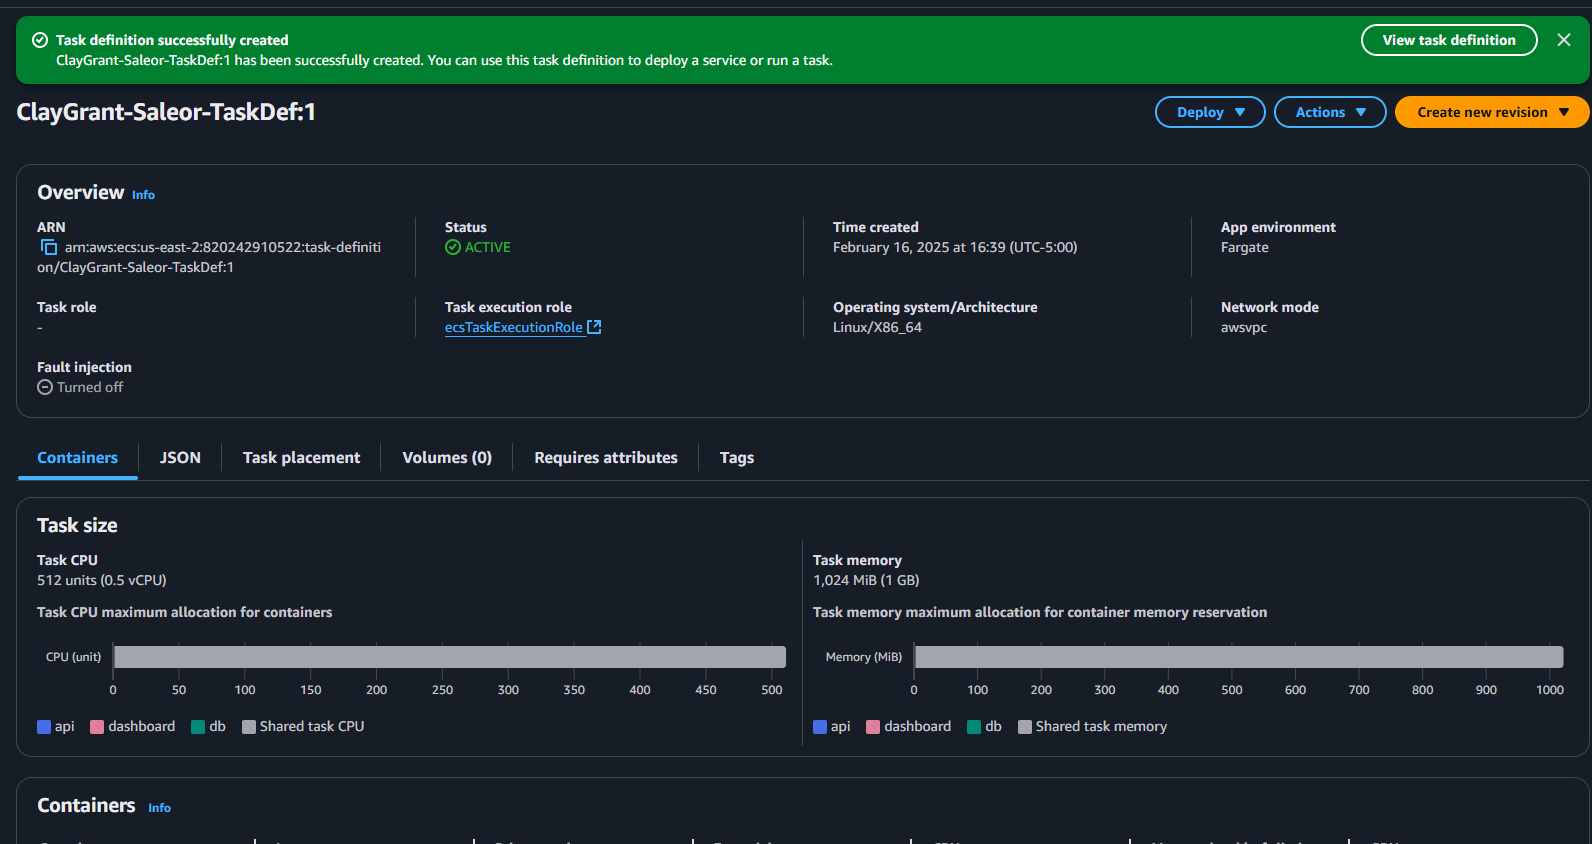 Task definition successfully created
View task definition
ClayGrant-Saleor-TaskDef:1 has been successfully created. You can use this task definition to deploy a service or run a task.
ClayGrant-Saleor-TaskDef:1
Deploy
Actions
Create new revision
Overview Info
ARN
arn:aws:ecs:us-east-2:820242910522:task-definiti
on/ClayGrant-Saleor-TaskDef:1
Status
ACTIVE
Time created
February 16, 2025 at 16:39 (UTC-5:00)
App environment
Fargate
Task role
-
Task execution role
ecsTaskExecutionRole
Operating system/Architecture
Linux/X86_64
Network mode
awsvpc
Fault injection
Turned off
Containers JSON Task placement Volumes (0) Requires attributes Tags
Task size
Task CPU
512 units (0.5 vCPU)
Task CPU maximum allocation for containers
CPU (unit)
0 50 100 150 200 250 300 350 400 450 500
api dashboard db Shared task CPU
Task memory
1,024 MiB (1 GB)
Task memory maximum allocation for container memory reservation
Memory (MiB)
0 100 200 300 400 500 600 700 800 900 1000
api dashboard db Shared task memory
Containers Info